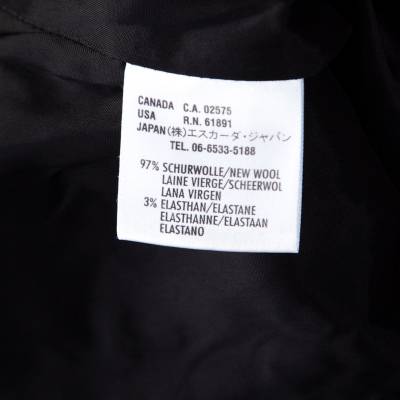 CANADA C.A. 02575
USA R.N. 61891
JAPAN(株)エスカーダ・ジャパン
TEL. 06-6533-5188
97% SCHURWOLLE/NEW WOOL
LAINE VIERGE/SCHEERWOL
LANA VIRGEN
3% ELASTHAN/ELASTANE
ELASTHANNE/ELASTAAN
ELASTANO